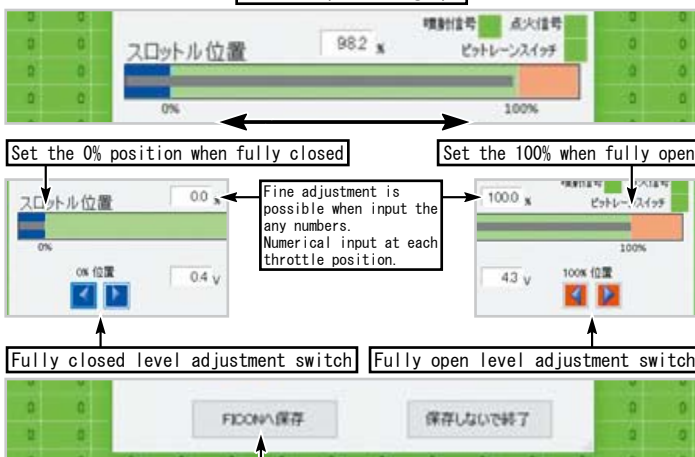 噴射信号 点火信号
スロットル位置 98.2 %
ピットレーンスイッチ
0% 100%
Set the 0% position when fully closed
Set the 100% when fully open
スロットル位置 0.0 %
Fine adjustment is
possible when input the
any numbers.
Numerical input at each
throttle position.
100.0 %
ピットレーンスイッチ
0%
100%
0% 位置 0.4 V
4.3 V 100% 位置
Fully closed level adjustment switch
Fully open level adjustment switch
FICONへ保存 保存しないで終了